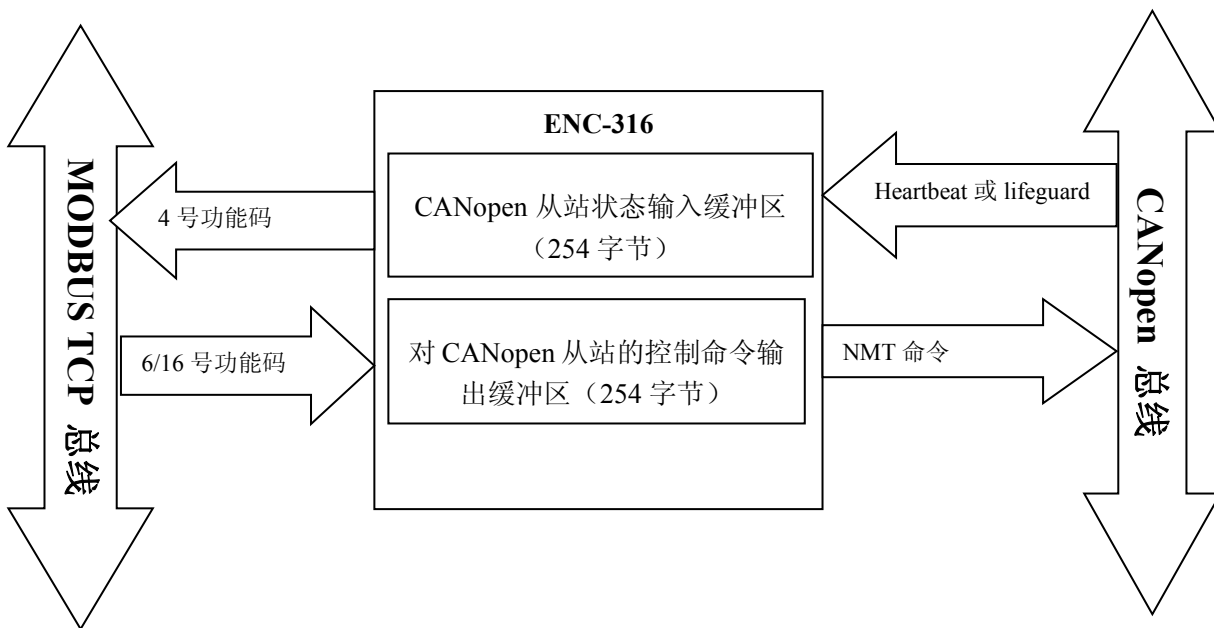 MODBUS TCP 总线
ENC-316
4 号功能码
CANopen 从站状态输入缓冲区
（254 字节）
Heartbeat 或 lifeguard
6/16 号功能码
对 CANopen 从站的控制命令输
出缓冲区（254 字节）
NMT 命令
CANopen 总线